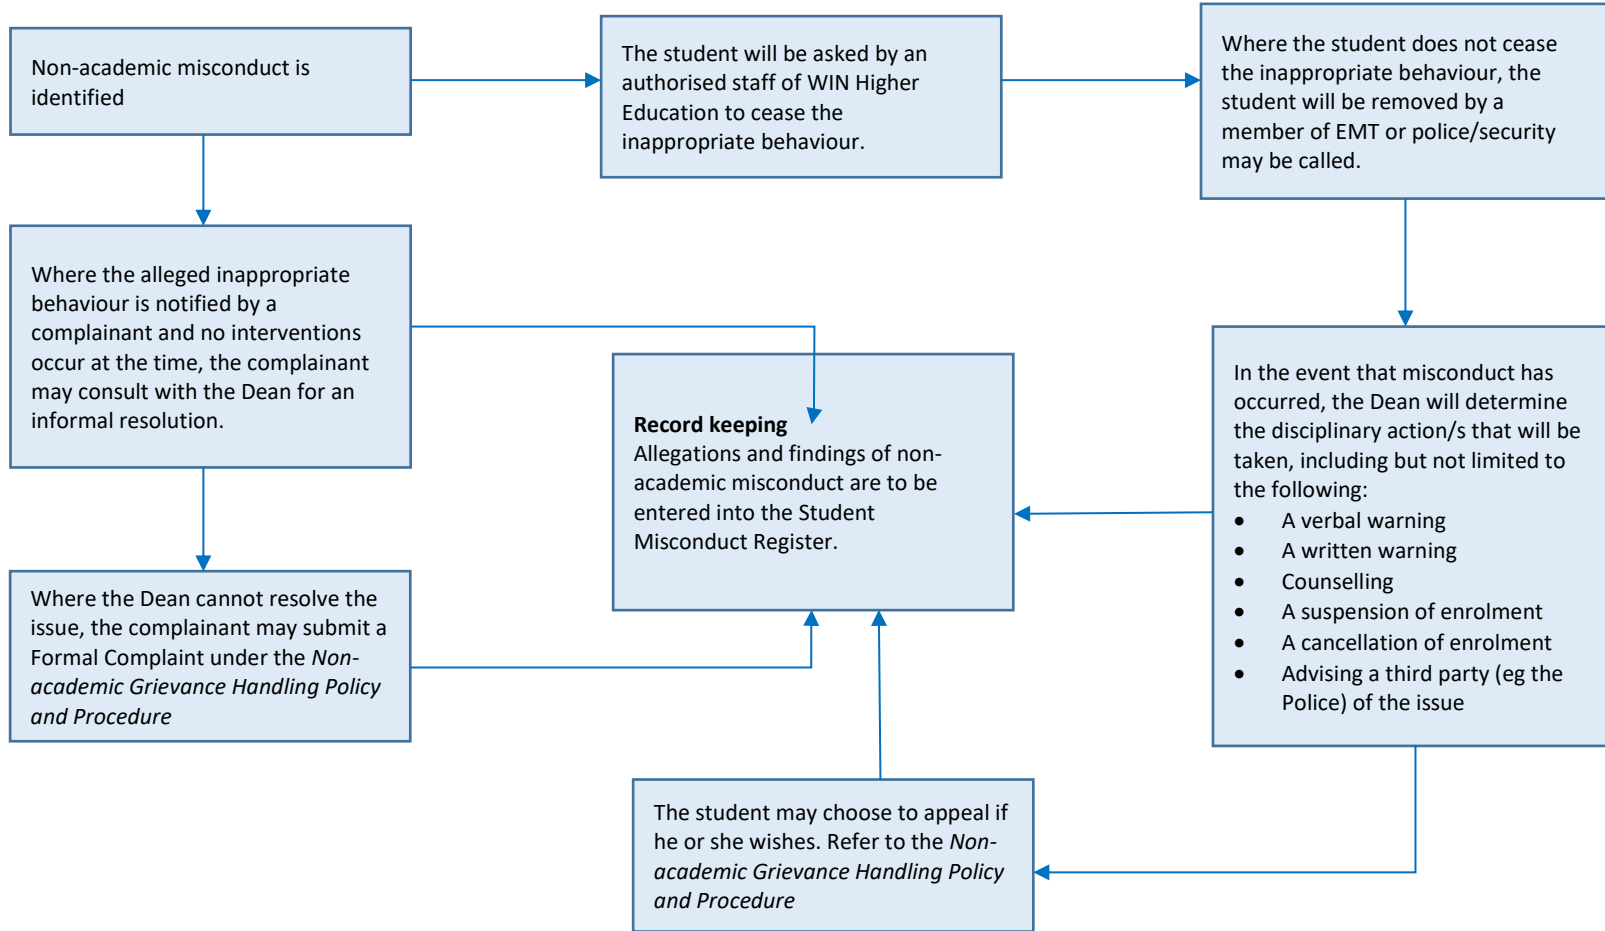 Non-academic misconduct is
identified
The student will be asked by an
authorised staff of WIN Higher
Education to cease the
inappropriate behaviour.
Where the student does not cease
the inappropriate behaviour, the
student will be removed by a
member of EMT or police/security
may be called.
Where the alleged inappropriate
behaviour is notified by a
complainant and no interventions
occur at the time, the complainant
may consult with the Dean for an
informal resolution.
Record keeping
Allegations and findings of non-
academic misconduct are to be
entered into the Student
Misconduct Register.
In the event that misconduct has
occurred, the Dean will determine
the disciplinary action/s that will be
taken, including but not limited to
the following:
• A verbal warning
• A written warning
• Counselling
• A suspension of enrolment
• A cancellation of enrolment
• Advising a third party (eg the
Police) of the issue
Where the Dean cannot resolve the
issue, the complainant may submit a
Formal Complaint under the Non-
academic Grievance Handling Policy
and Procedure
The student may choose to appeal if
he or she wishes. Refer to the Non-
academic Grievance Handling Policy
and Procedure